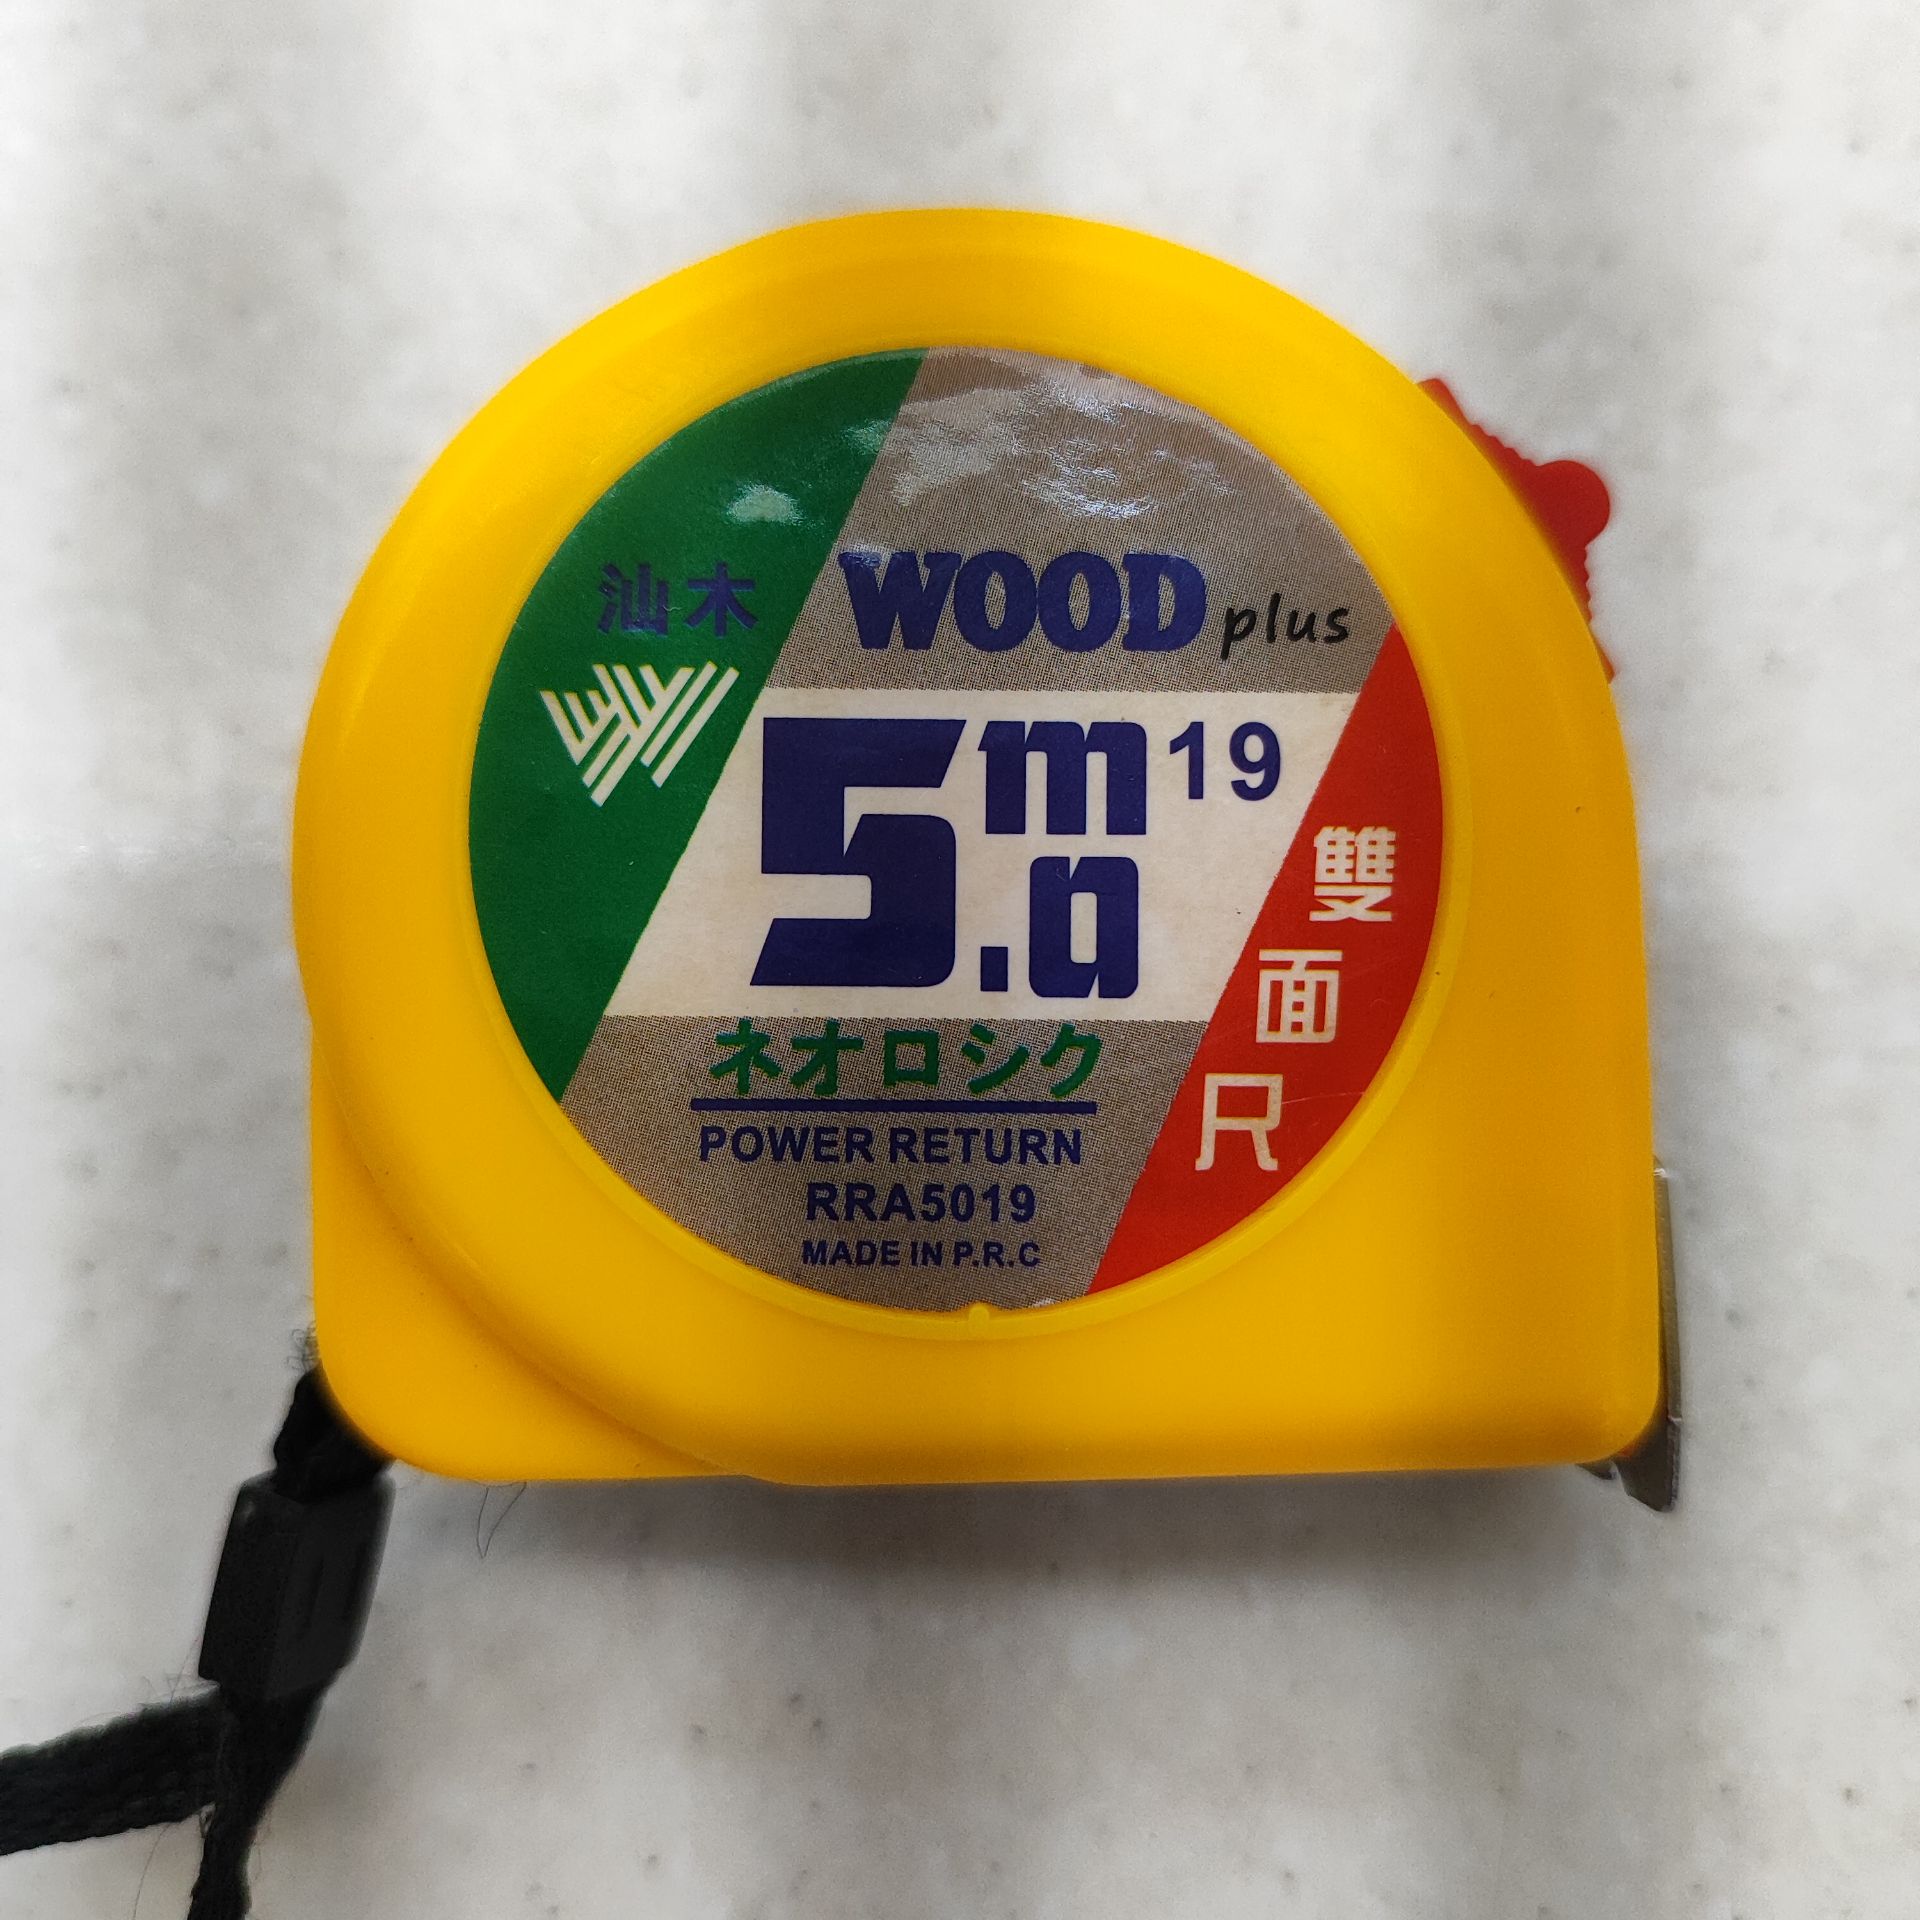 汕木
WOOD plus
5.0m 19
雙面尺
ネオロシク
POWER RETURN
RRA5019
MADE IN P.R.C